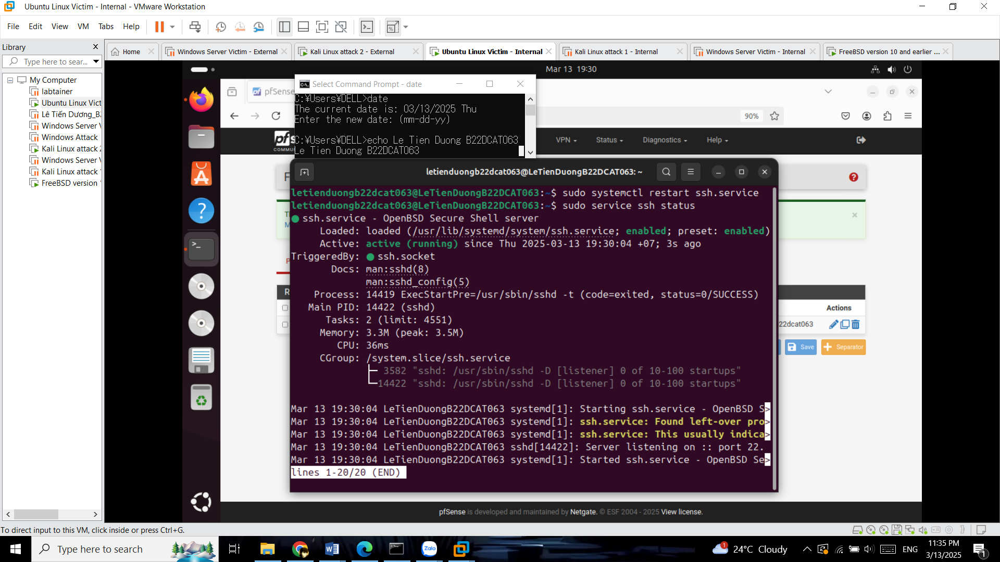 Ubuntu Linux Victim - Internal - VMware Workstation
File Edit View VM Tabs Help
Library
Type here to sear...
My Computer
labtainer
Ubuntu Linux Vict
Lê Tiến Dương_B2
Windows Server V
Windows Attack
Kali Linux attack 2
Windows Server V
Kali Linux attack 1
FreeBSD version 1
Home
Windows Server Victim - External
Kali Linux attack 2 - External
Ubuntu Linux Victim - Internal
Kali Linux attack 1 - Internal
Windows Server Victim - Internal
FreeBSD version 10 and earlier ...
Mar 13 19:30
pfSense
90%
COMMU
VPN Status Diagnostics Help
Select Command Prompt - date
C:¥Users¥DELL>date
The current date is: 03/13/2025 Thu
Enter the new date: (mm-dd-yy)
C:¥Users¥DELL>echo Le Tien Duong B22DCAT063
Le Tien Duong B22DCAT063
letienduongb22dcat063@LeTienDuongB22DCAT063: ~
letienduongb22dcat063@LeTienDuongB22DCAT063:~$ sudo systemctl restart ssh.service
letienduongb22dcat063@LeTienDuongB22DCAT063:~$ sudo service ssh status
● ssh.service - OpenBSD Secure Shell server
Loaded: loaded (/usr/lib/systemd/system/ssh.service; enabled; preset: enabled)
Active: active (running) since Thu 2025-03-13 19:30:04 +07; 3s ago
TriggeredBy: ● ssh.socket
Docs: man:sshd(8)
man:sshd_config(5)
Process: 14419 ExecStartPre=/usr/sbin/sshd -t (code=exited, status=0/SUCCESS)
Main PID: 14422 (sshd)
Tasks: 2 (limit: 4551)
Memory: 3.3M (peak: 3.5M)
CPU: 36ms
CGroup: /system.slice/ssh.service
├─ 3582 "sshd: /usr/sbin/sshd -D [listener] 0 of 10-100 startups"
└─14422 "sshd: /usr/sbin/sshd -D [listener] 0 of 10-100 startups"
Mar 13 19:30:04 LeTienDuongB22DCAT063 systemd[1]: Starting ssh.service - OpenBSD S>
Mar 13 19:30:04 LeTienDuongB22DCAT063 systemd[1]: ssh.service: Found left-over pro>
Mar 13 19:30:04 LeTienDuongB22DCAT063 systemd[1]: ssh.service: This usually indica>
Mar 13 19:30:04 LeTienDuongB22DCAT063 sshd[14422]: Server listening on :: port 22.
Mar 13 19:30:04 LeTienDuongB22DCAT063 systemd[1]: Started ssh.service - OpenBSD Se>
lines 1-20/20 (END)
Actions
22dcat063
Save
Separator
pfSense is developed and maintained by Netgate. © ESF 2004 - 2025 View license.
To direct input to this VM, click inside or press Ctrl+G.
Type here to search
Zalo
1
24°C Cloudy
ENG
11:35 PM
3/13/2025
1